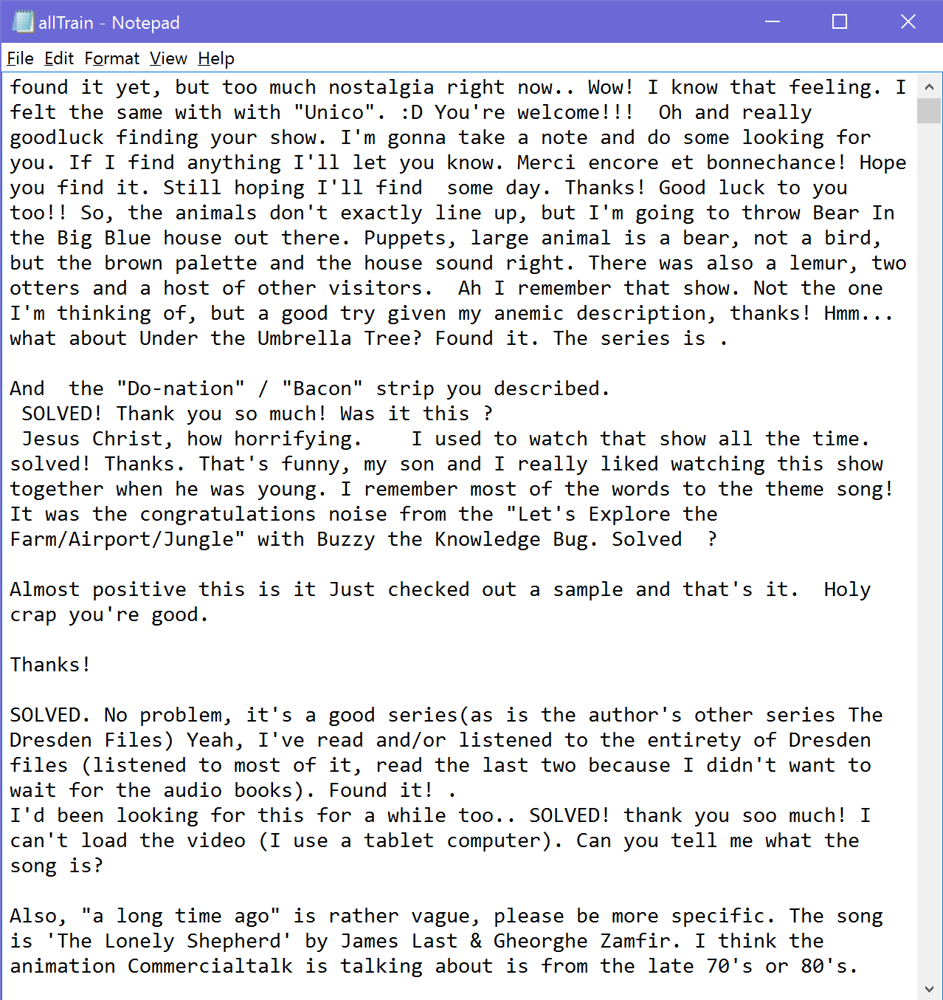 allTrain - Notepad
File Edit Format View Help
found it yet, but too much nostalgia right now.. Wow! I know that feeling. I
felt the same with with "Unico". :D You're welcome!!!  Oh and really
goodluck finding your show. I'm gonna take a note and do some looking for
you. If I find anything I'll let you know. Merci encore et bonnechance! Hope
you find it. Still hoping I'll find  some day. Thanks! Good luck to you
too!! So, the animals don't exactly line up, but I'm going to throw Bear In
the Big Blue house out there. Puppets, large animal is a bear, not a bird,
but the brown palette and the house sound right. There was also a lemur, two
otters and a host of other visitors.  Ah I remember that show. Not the one
I'm thinking of, but a good try given my anemic description, thanks! Hmm...
what about Under the Umbrella Tree? Found it. The series is .

And  the "Do-nation" / "Bacon" strip you described.
 SOLVED! Thank you so much! Was it this ?
 Jesus Christ, how horrifying.    I used to watch that show all the time.
solved! Thanks. That's funny, my son and I really liked watching this show
together when he was young. I remember most of the words to the theme song!
It was the congratulations noise from the "Let's Explore the
Farm/Airport/Jungle" with Buzzy the Knowledge Bug. Solved  ?

Almost positive this is it Just checked out a sample and that's it.  Holy
crap you're good.

Thanks!

SOLVED. No problem, it's a good series(as is the author's other series The
Dresden Files) Yeah, I've read and/or listened to the entirety of Dresden
files (listened to most of it, read the last two because I didn't want to
wait for the audio books). Found it! .
I'd been looking for this for a while too.. SOLVED! thank you soo much! I
can't load the video (I use a tablet computer). Can you tell me what the
song is?

Also, "a long time ago" is rather vague, please be more specific. The song
is 'The Lonely Shepherd' by James Last & Gheorghe Zamfir. I think the
animation Commercialtalk is talking about is from the late 70's or 80's.